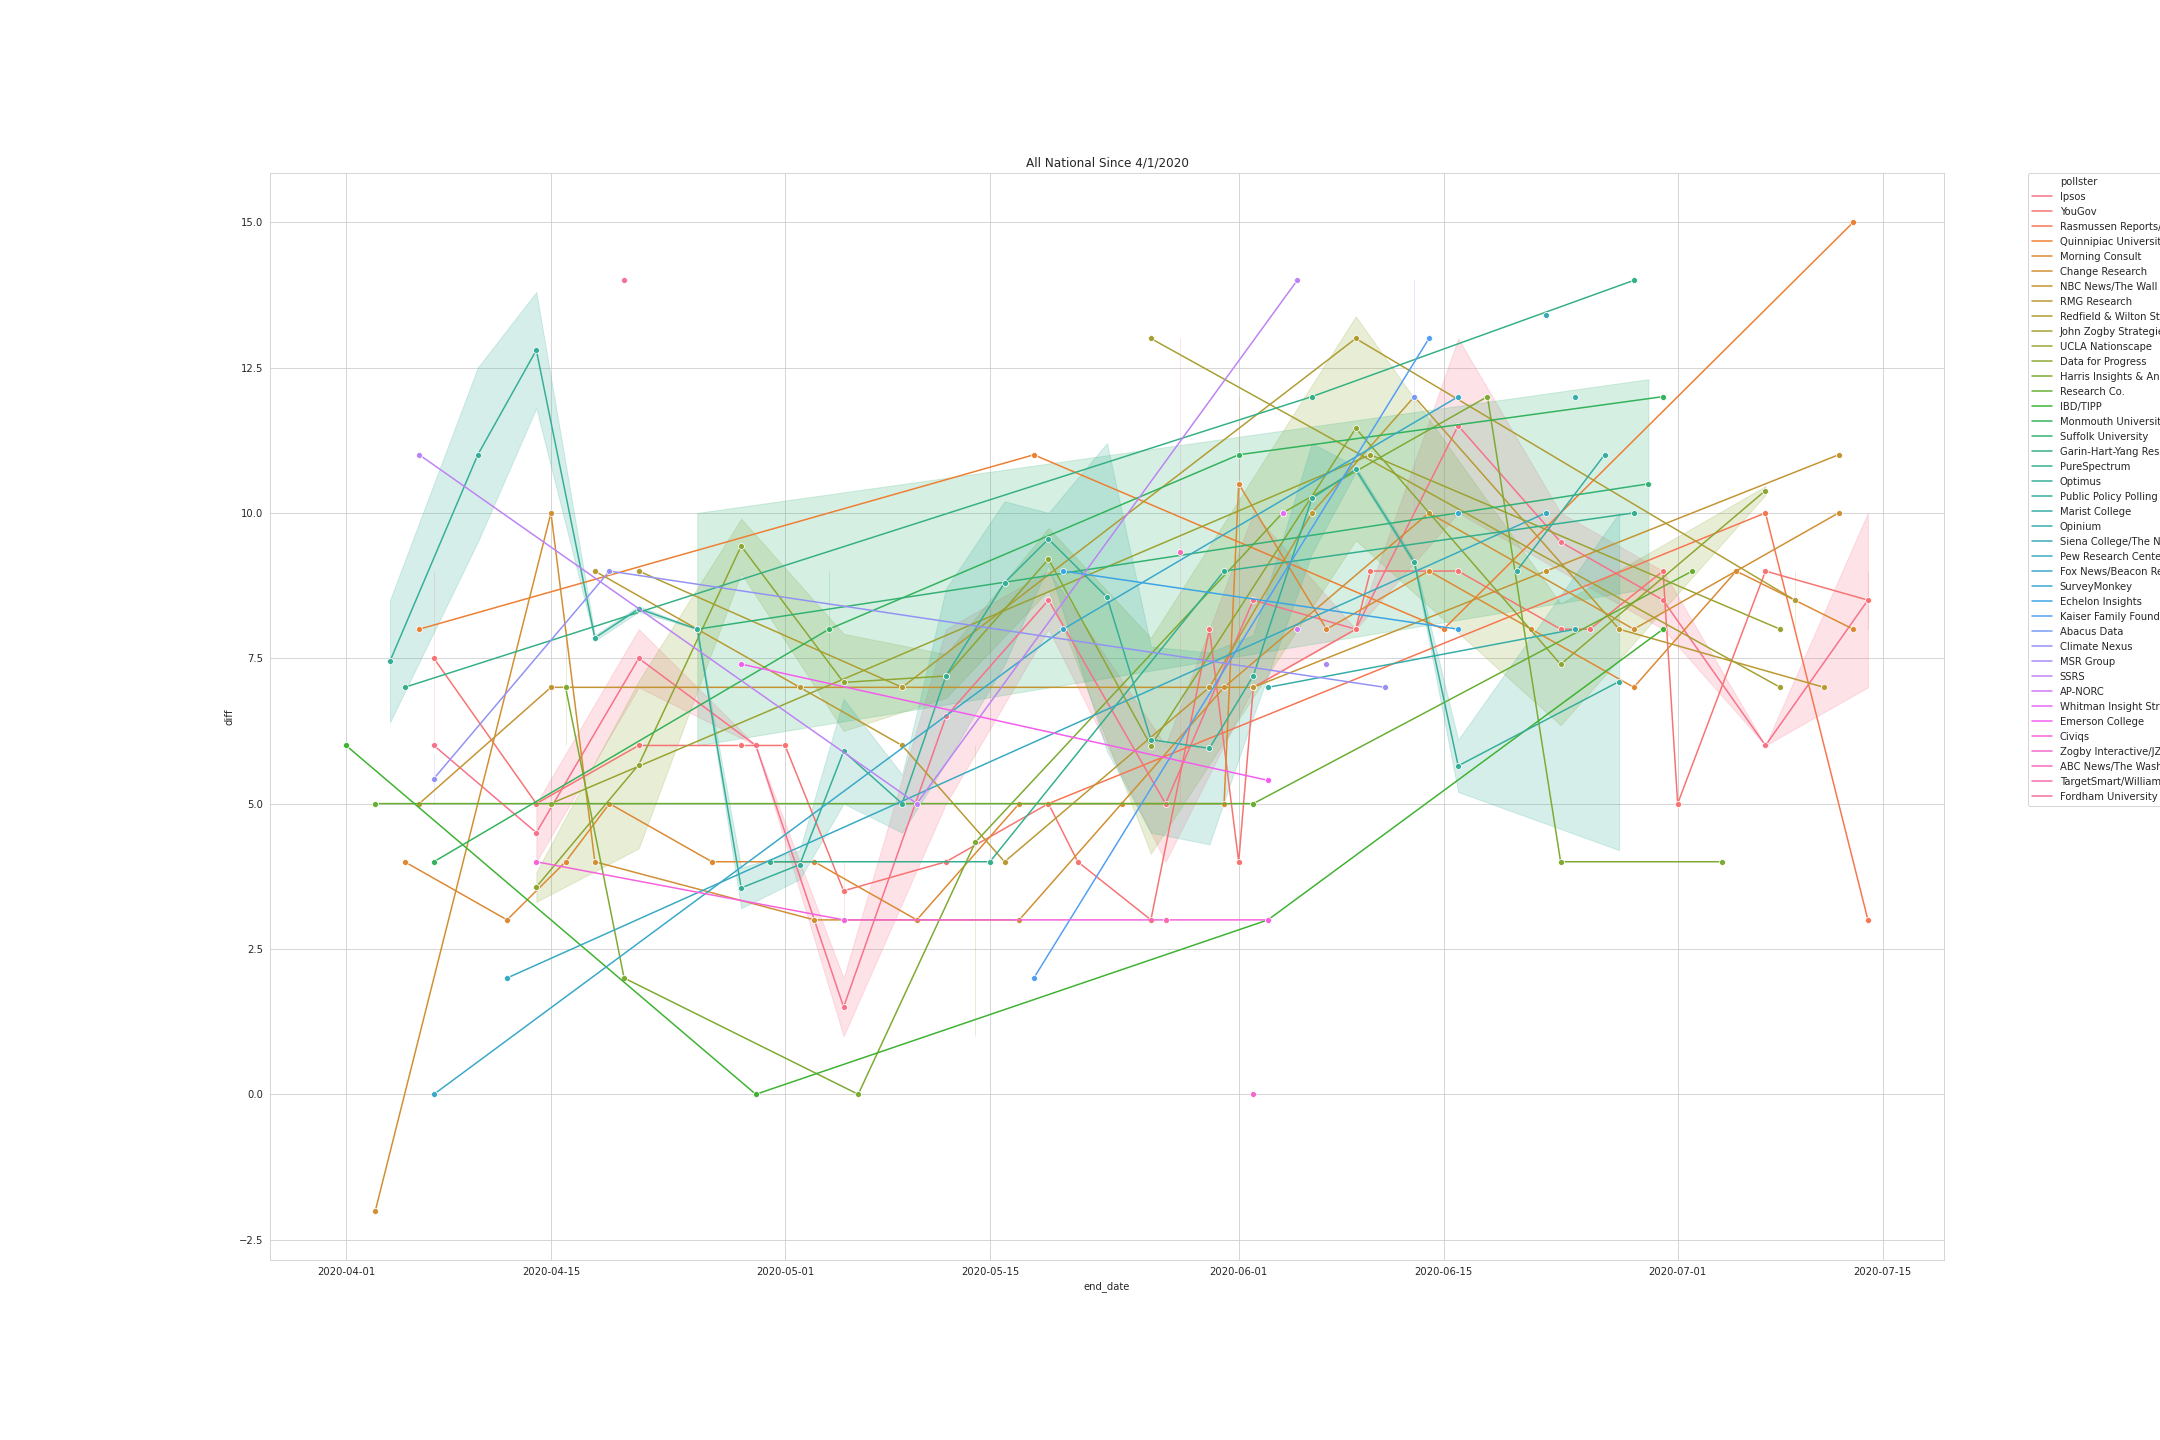 All National Since 4/1/2020
diff
15.0
12.5
10.0
7.5
5.0
2.5
0.0
−2.5
2020-04-01
2020-04-15
2020-05-01
2020-05-15
2020-06-01
2020-06-15
2020-07-01
2020-07-15
end_date
pollster
Ipsos
YouGov
Rasmussen Reports/
Quinnipiac Universit
Morning Consult
Change Research
NBC News/The Wall
RMG Research
Redfield & Wilton St
John Zogby Strategie
UCLA Nationscape
Data for Progress
Harris Insights & An
Research Co.
IBD/TIPP
Monmouth Universit
Suffolk University
Garin-Hart-Yang Res
PureSpectrum
Optimus
Public Policy Polling
Marist College
Opinium
Siena College/The N
Pew Research Cente
Fox News/Beacon Re
SurveyMonkey
Echelon Insights
Kaiser Family Found
Abacus Data
Climate Nexus
MSR Group
SSRS
AP-NORC
Whitman Insight Str
Emerson College
Civiqs
Zogby Interactive/JZ
ABC News/The Wash
TargetSmart/William
Fordham University